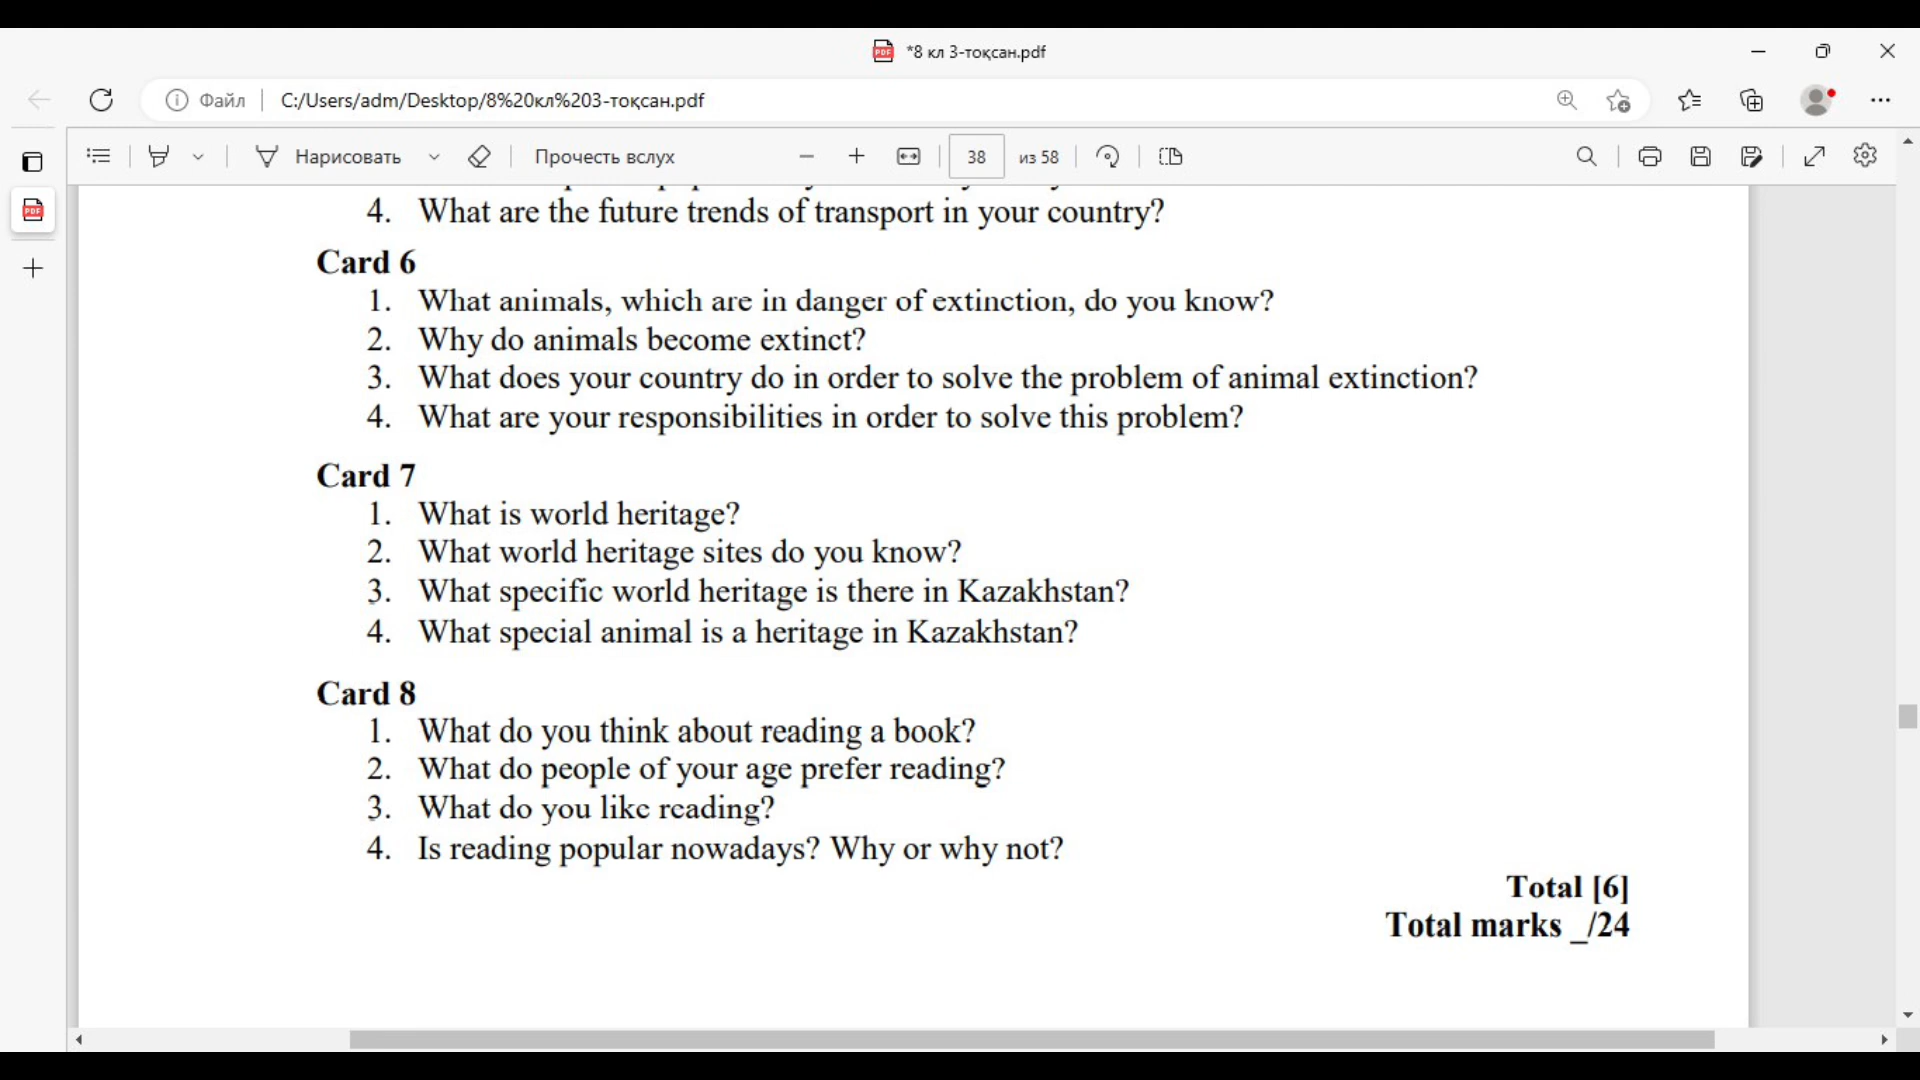 *8 кл 3-тоқсан.pdf
Файл
C:/Users/adm/Desktop/8%20кл%203-тоқсан.pdf
Нарисовать
Прочесть вслух
38 из 58
4. What are the future trends of transport in your country?
Card 6
1. What animals, which are in danger of extinction, do you know?
2. Why do animals become extinct?
3. What does your country do in order to solve the problem of animal extinction?
4. What are your responsibilities in order to solve this problem?
Card 7
1. What is world heritage?
2. What world heritage sites do you know?
3. What specific world heritage is there in Kazakhstan?
4. What special animal is a heritage in Kazakhstan?
Card 8
1. What do you think about reading a book?
2. What do people of your age prefer reading?
3. What do you like reading?
4. Is reading popular nowadays? Why or why not?
Total [6]
Total marks _/24